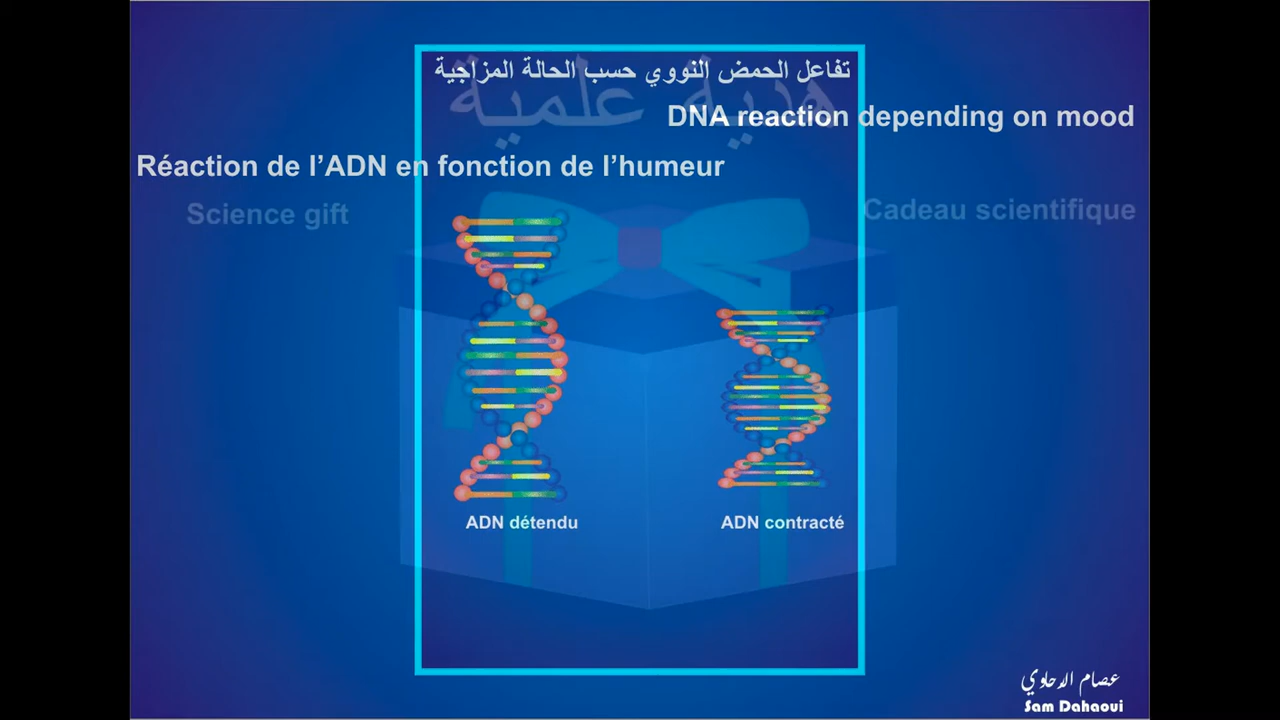 تفاعل الحمض النووي حسب الحالة المزاجية
هدية علمية
DNA reaction depending on mood
Réaction de l’ADN en fonction de l’humeur
Science gift
Cadeau scientifique
ADN détendu
ADN contracté
عصام الدحاوي
Sam Dahaoui